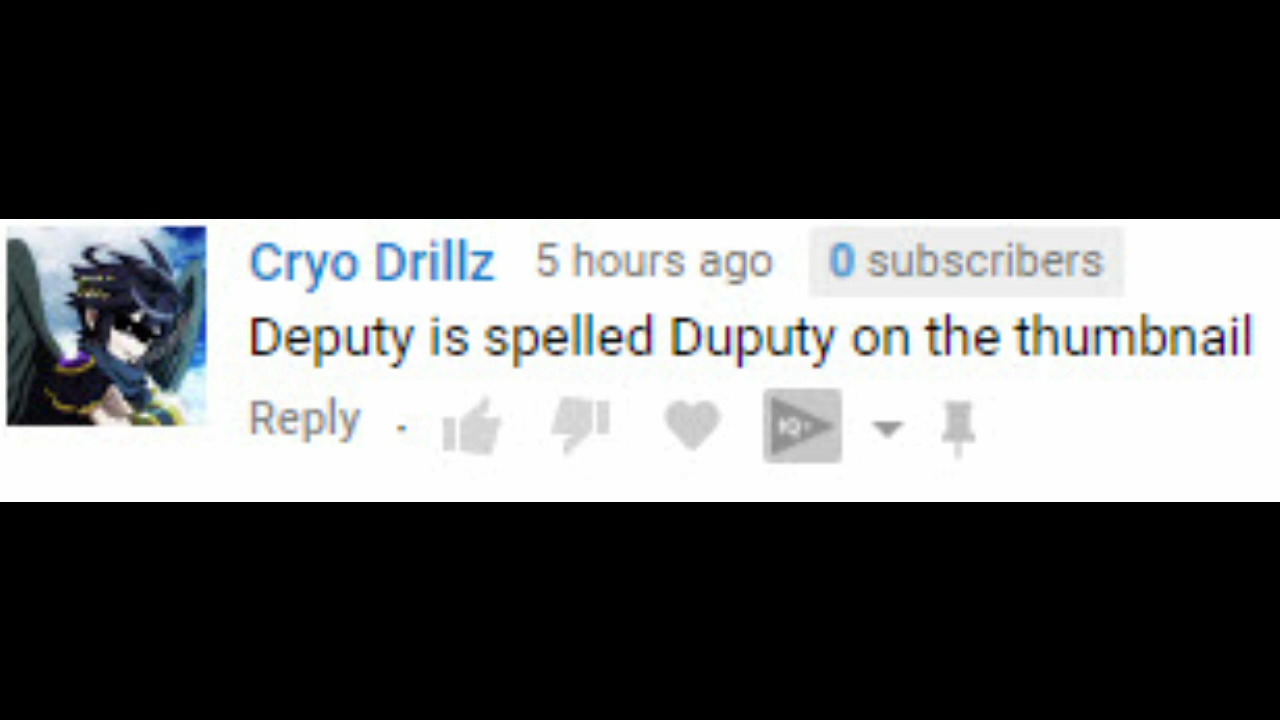 Cryo Drillz 5 hours ago 0 subscribers
Deputy is spelled Duputy on the thumbnail
Reply